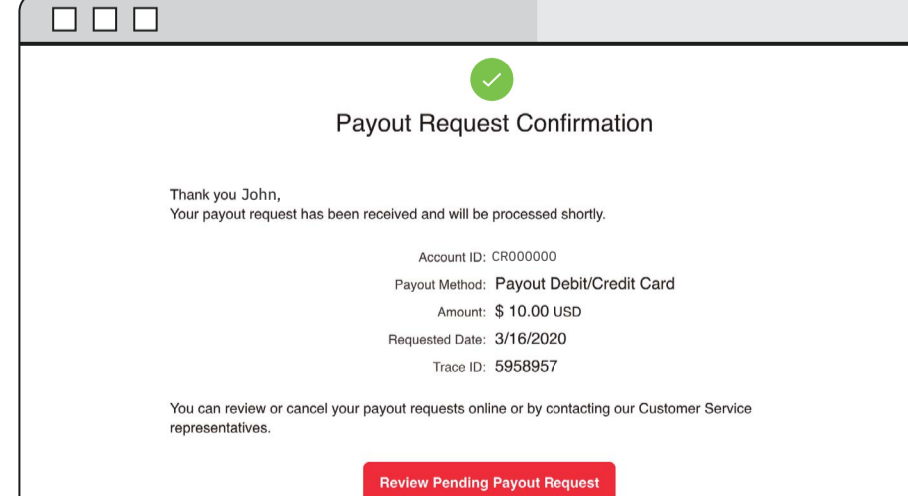 Payout Request Confirmation
Thank you John,
Your payout request has been received and will be processed shortly.
Account ID: CR000000
Payout Method: Payout Debit/Credit Card
Amount: $ 10.00 USD
Requested Date: 3/16/2020
Trace ID: 5958957
You can review or cancel your payout requests online or by contacting our Customer Service
representatives.
Review Pending Payout Request